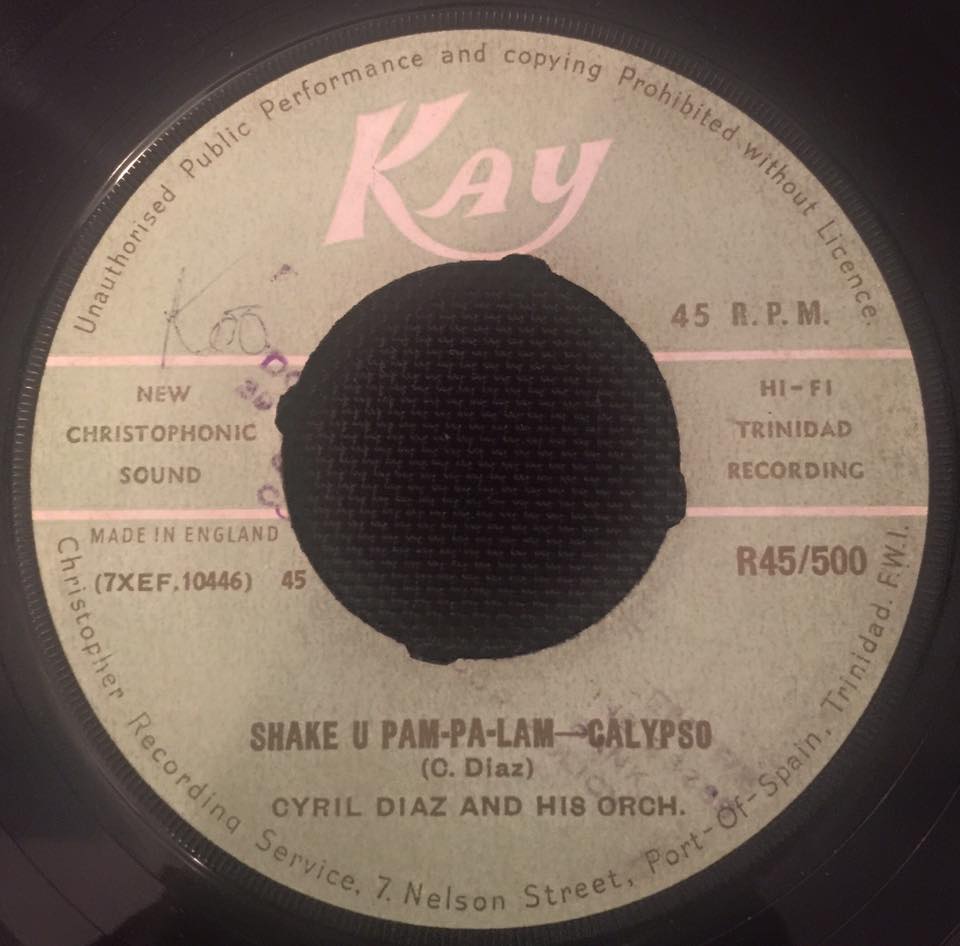 Unauthorised Public Performance and copying Prohibited without Licence.
Kay
45 R.P.M.
NEW
CHRISTOPHONIC
SOUND
HI-FI
TRINIDAD
RECORDING
MADE IN ENGLAND
(7XEF.10446) 45
R45/500
SHAKE U PAM-PA-LAM—CALYPSO
(C. Diaz)
CYRIL DIAZ AND HIS ORCH.
Christopher Recording Service, 7, Nelson Street, Port-Of-Spain, Trinidad. F.W.I.